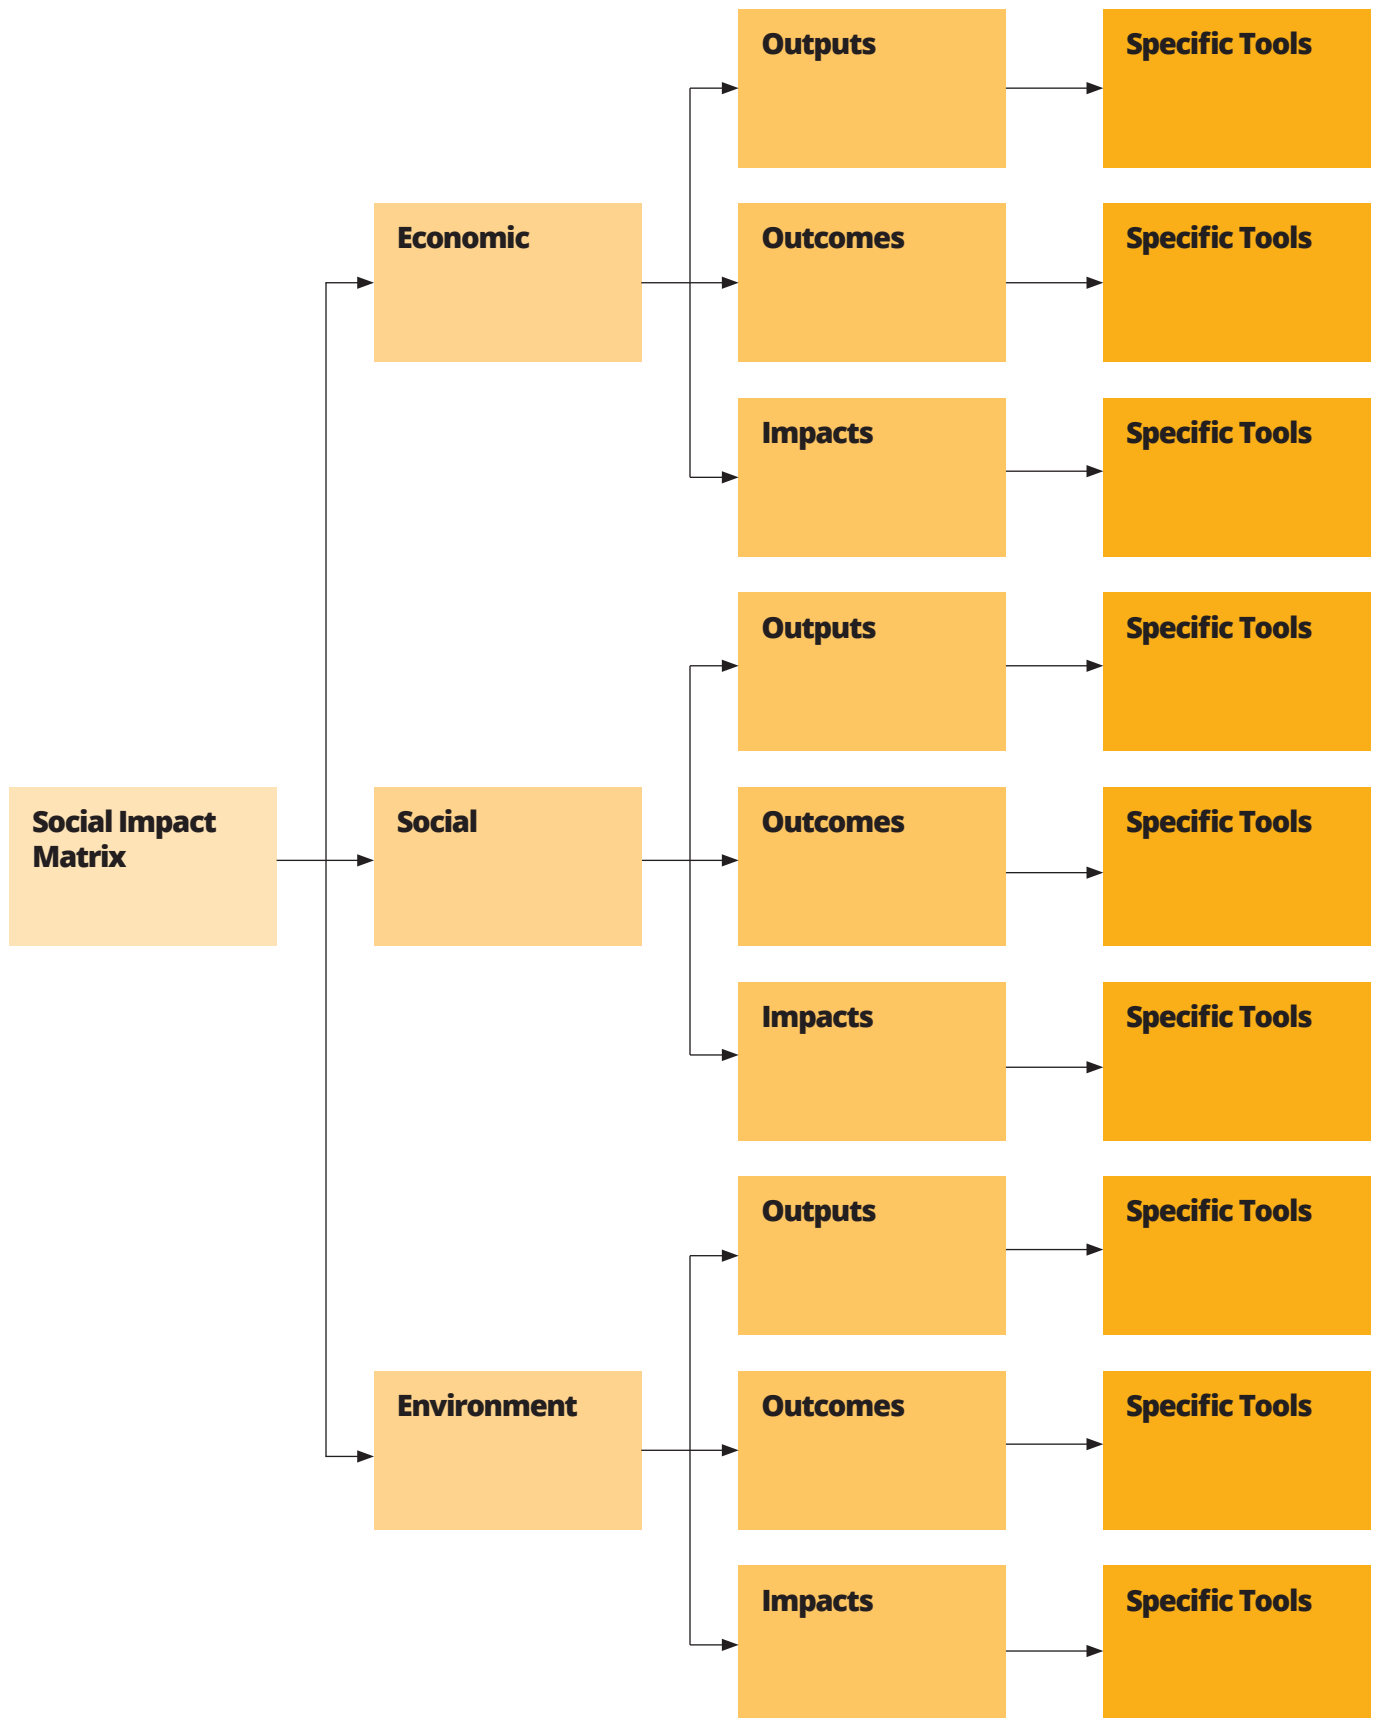 Outputs
Specific Tools
Economic
Outcomes
Specific Tools
Impacts
Specific Tools
Outputs
Specific Tools
Social Impact
Matrix
Social
Outcomes
Specific Tools
Impacts
Specific Tools
Outputs
Specific Tools
Environment
Outcomes
Specific Tools
Impacts
Specific Tools